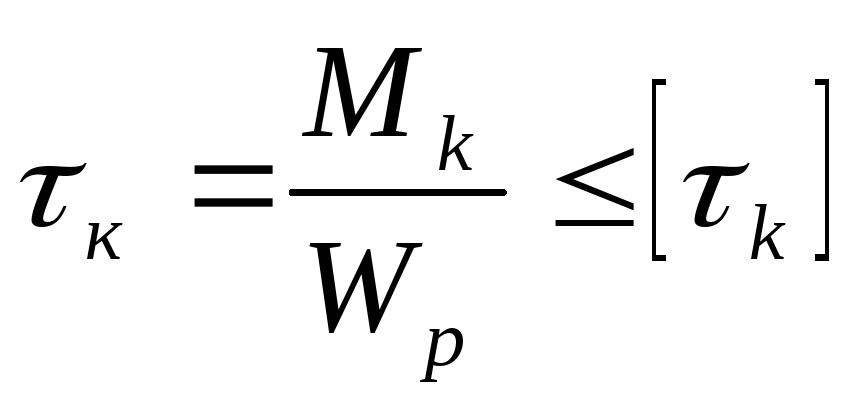 τ_к = M_k / W_p ≤ [τ_k]